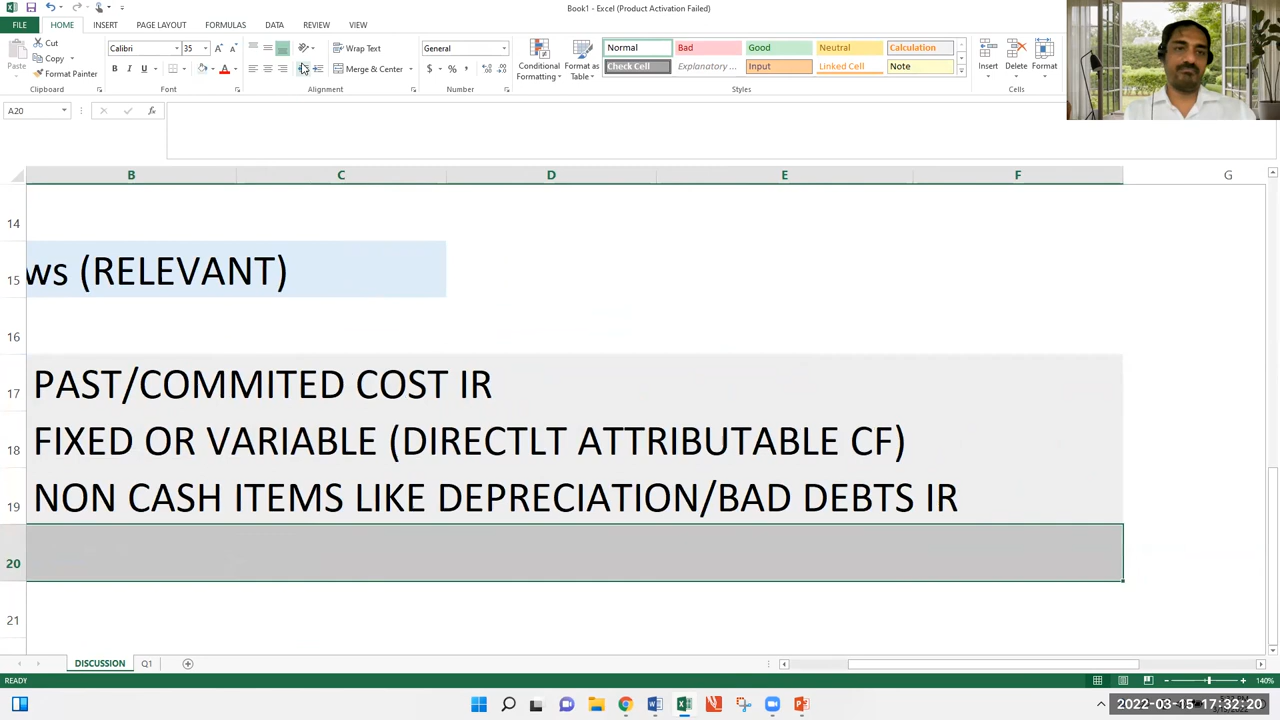 Book1 - Excel (Product Activation Failed)
FILE HOME INSERT PAGE LAYOUT FORMULAS DATA REVIEW VIEW
Cut
Copy
Format Painter
Paste
Clipboard
Calibri 35
B I U
Font
Wrap Text
Merge & Center
Alignment
General
$ % ,
Number
Conditional Formatting
Format as Table
Normal Bad Good Neutral Calculation
Check Cell Explanatory ... Input Linked Cell Note
Styles
Insert Delete Format
Cells
A20
fx
B C D E F G
14
15 ws (RELEVANT)
16
17 PAST/COMMITED COST IR
18 FIXED OR VARIABLE (DIRECTLT ATTRIBUTABLE CF)
19 NON CASH ITEMS LIKE DEPRECIATION/BAD DEBTS IR
20
21
DISCUSSION Q1
READY
140%
2022-03-15 17:32:20